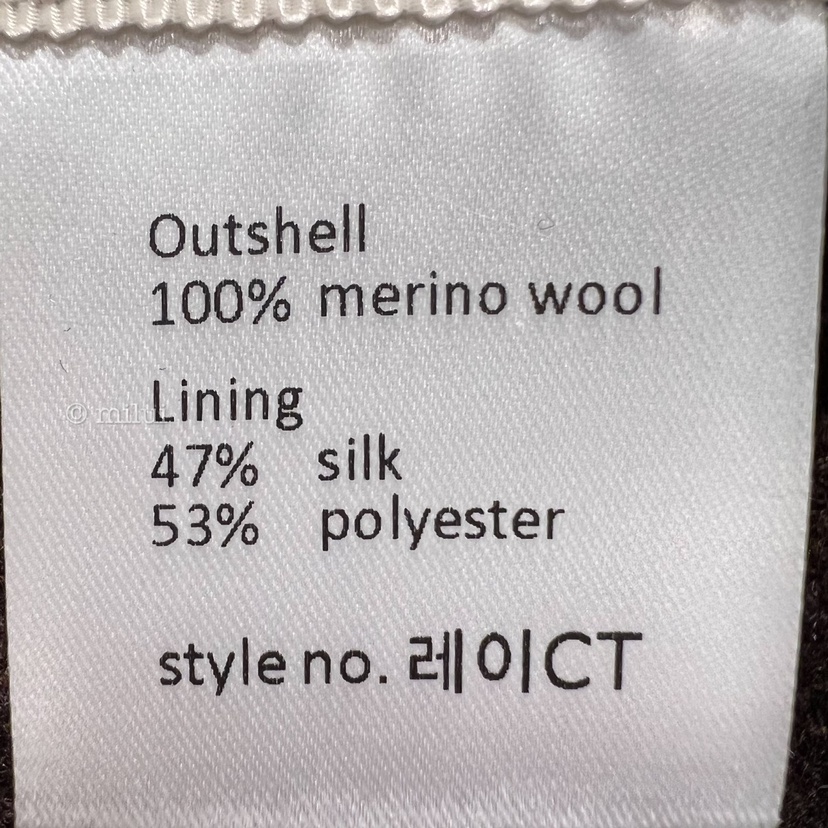 Outshell
100% merino wool
Lining
47% silk
53% polyester
style no. 레이CT